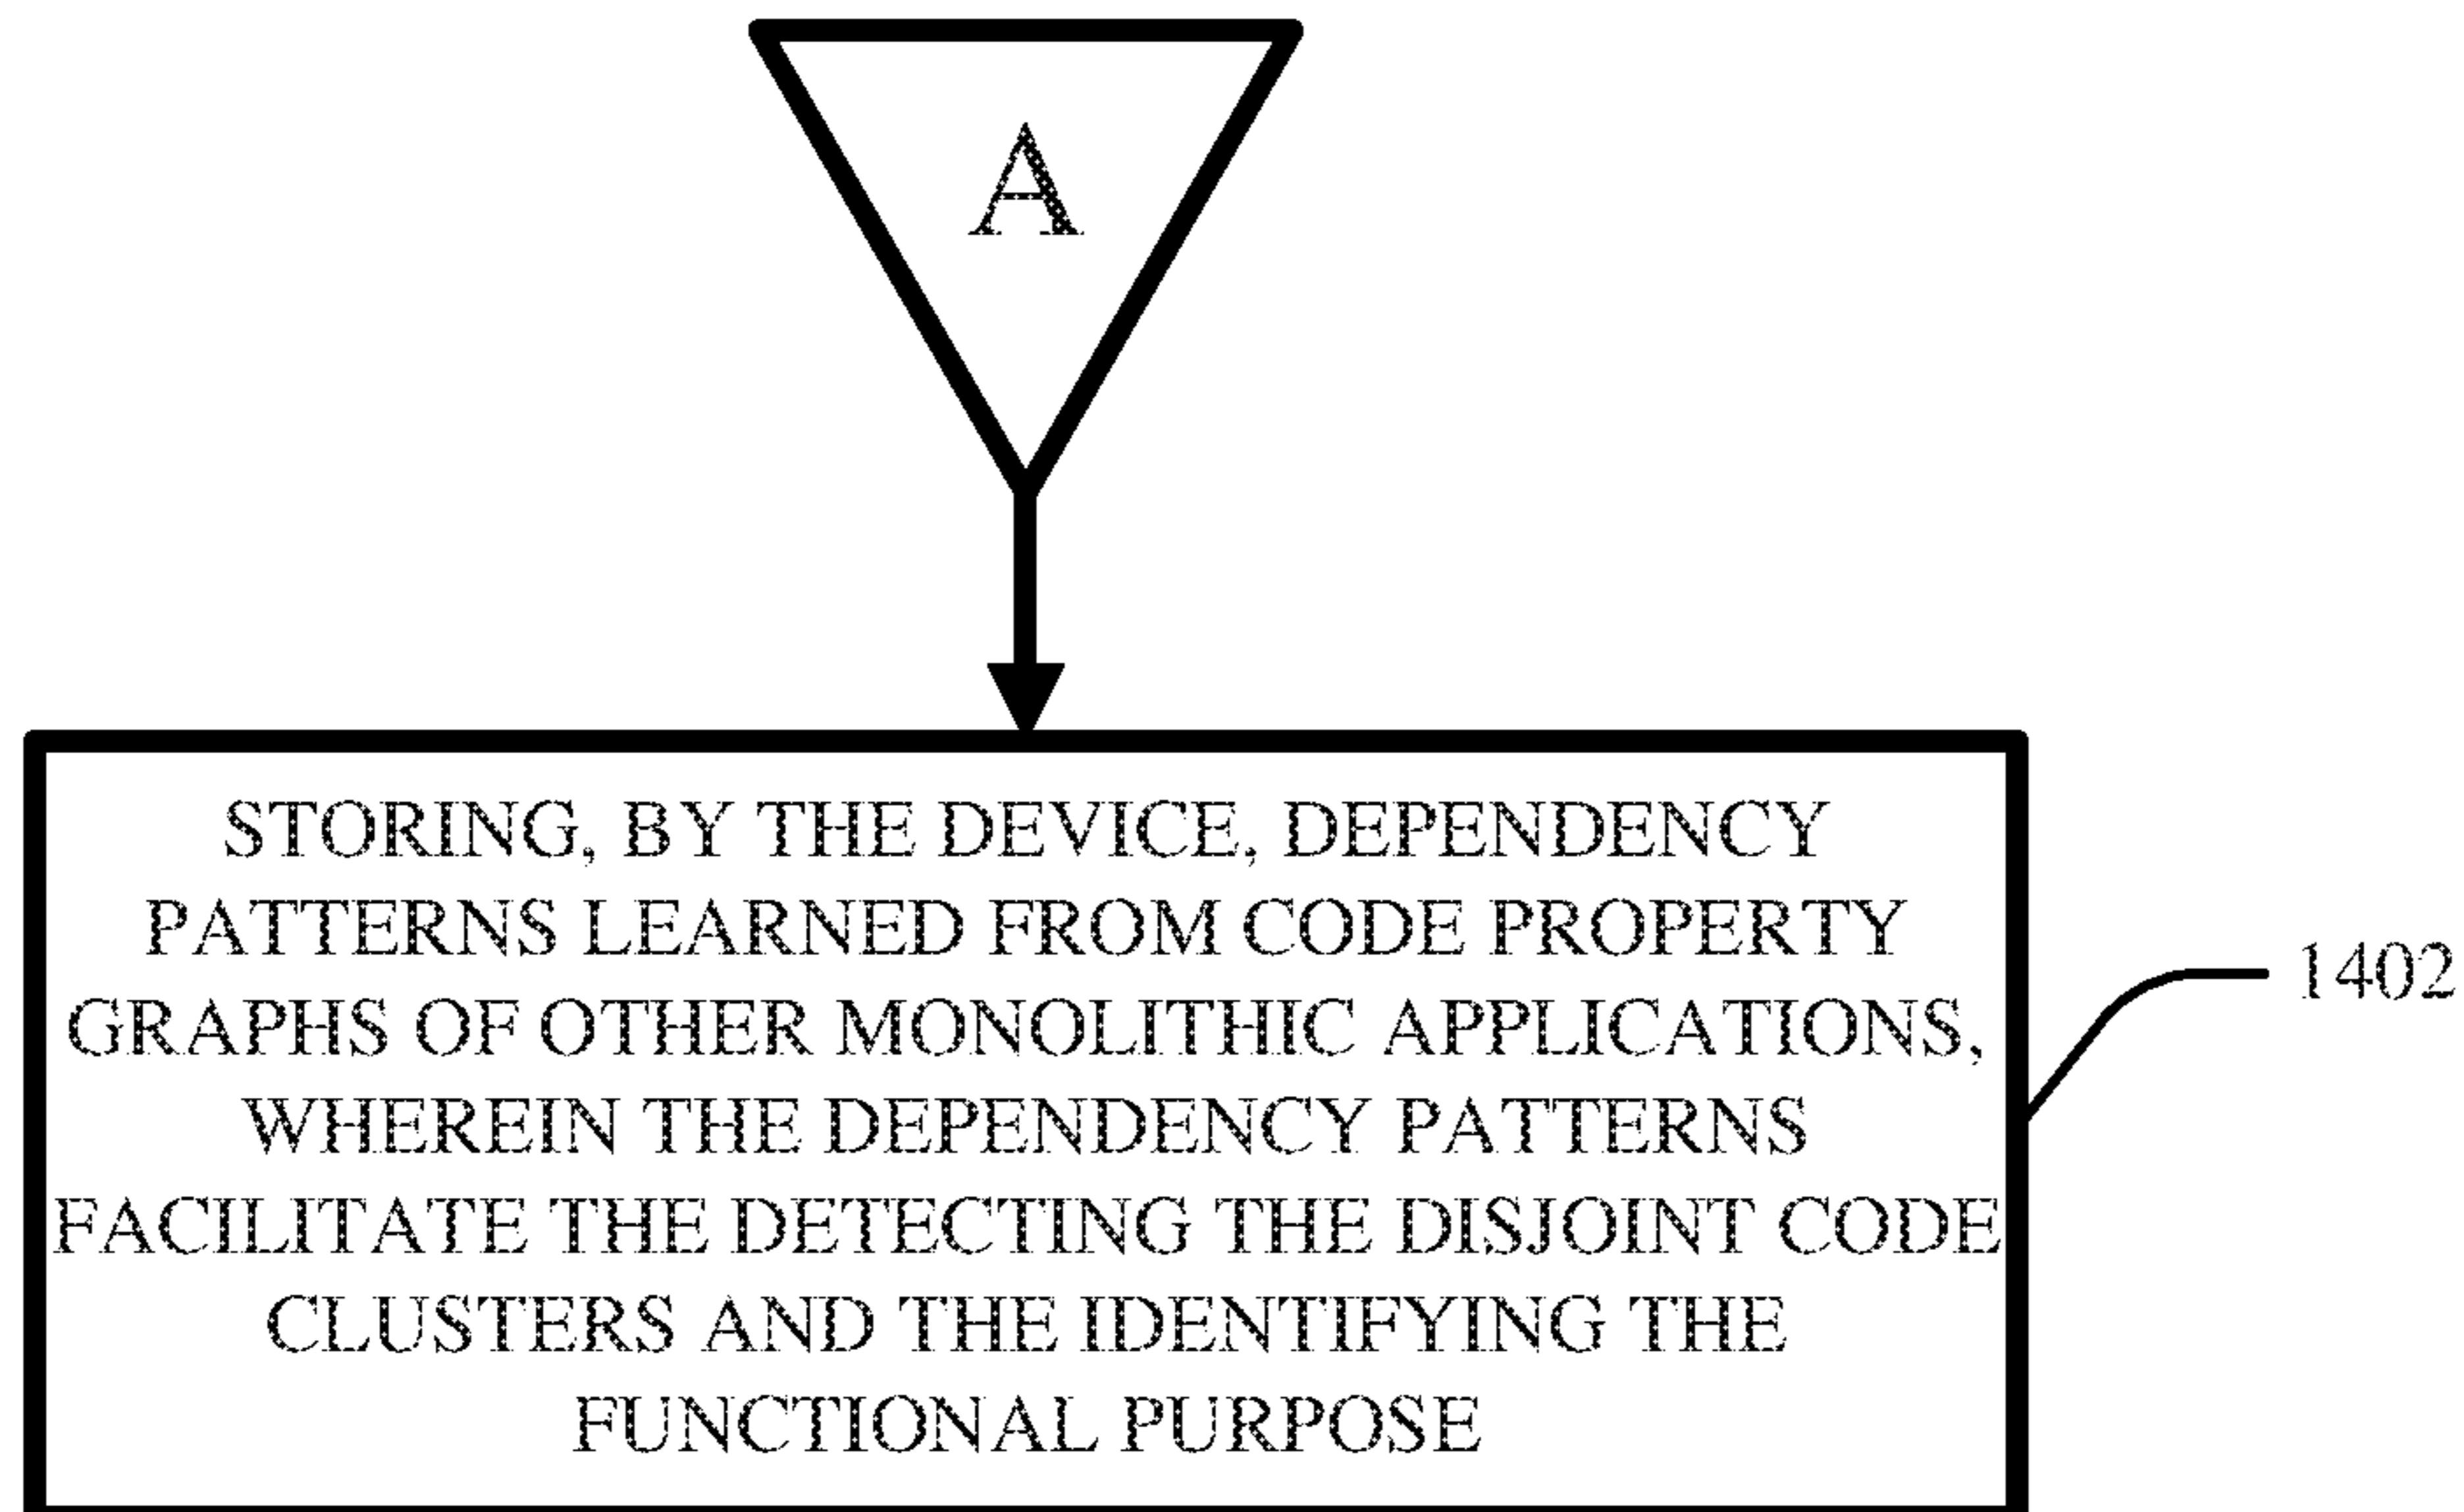 A
STORING, BY THE DEVICE, DEPENDENCY
PATTERNS LEARNED FROM CODE PROPERTY
GRAPHS OF OTHER MONOLITHIC APPLICATIONS,
WHEREIN THE DEPENDENCY PATTERNS
FACILITATE THE DETECTING THE DISJOINT CODE
CLUSTERS AND THE IDENTIFYING THE
FUNCTIONAL PURPOSE
1402